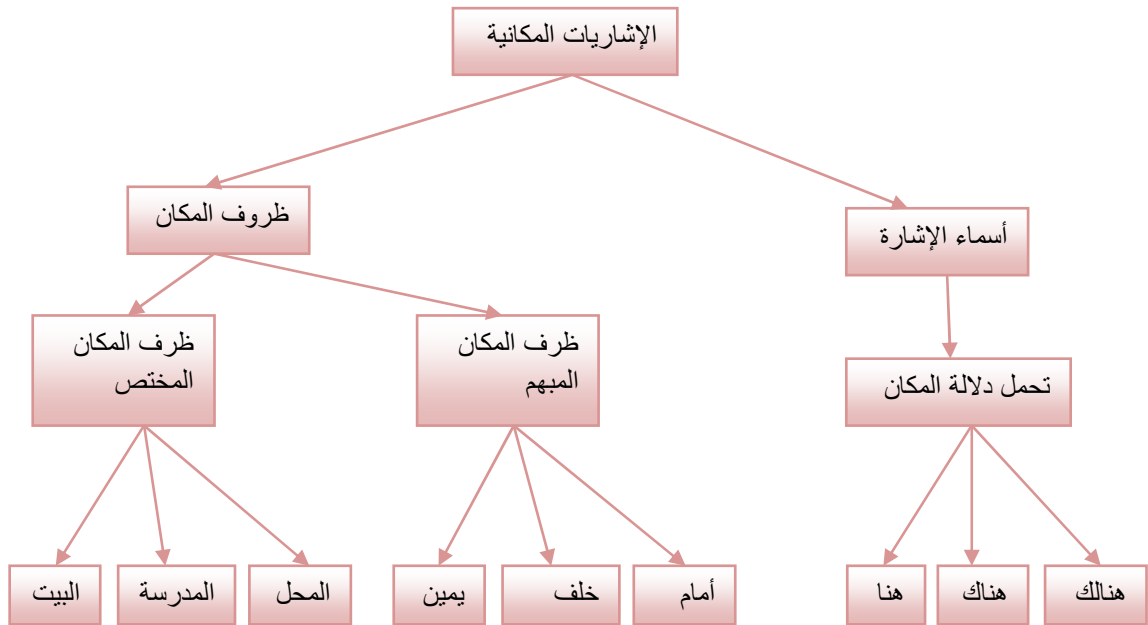 الإشاريات المكانية
أسماء الإشارة
ظروف المكان
تحمل دلالة المكان
ظرف المكان
المبهم
ظرف المكان
المختص
هنالك
هناك
هنا
أمام
خلف
يمين
المحل
المدرسة
البيت